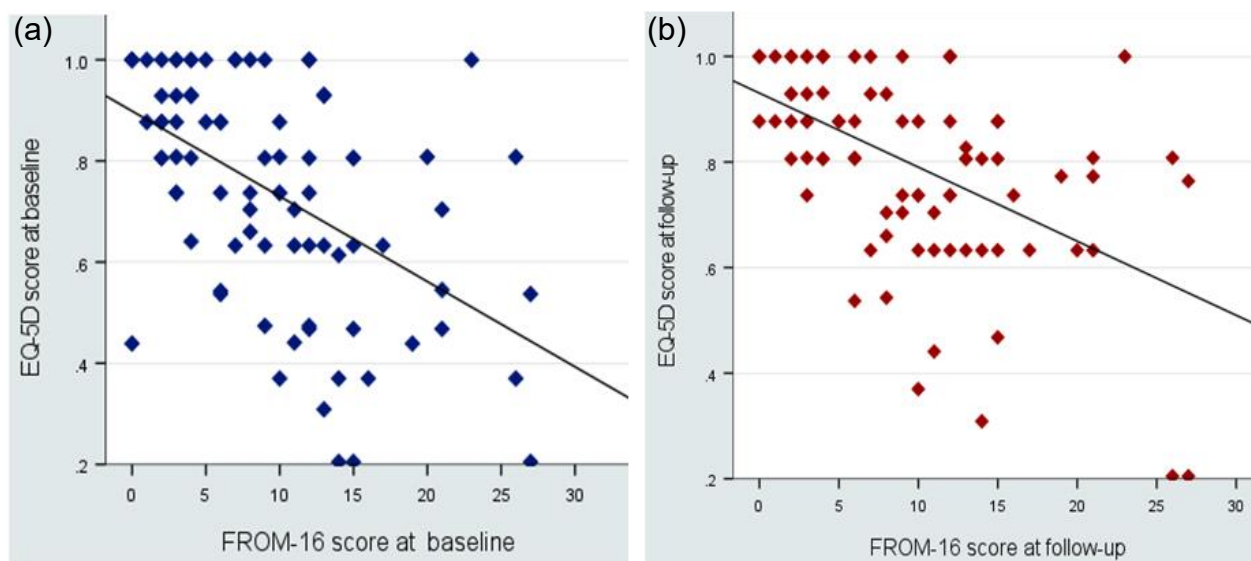 (a)
EQ-5D score at baseline
1.0
.8
.6
.4
.2
0 5 10 15 20 25 30
FROM-16 score at baseline
(b)
EQ-5D score at follow-up
1.0
.8
.6
.4
.2
0 5 10 15 20 25 30
FROM-16 score at follow-up